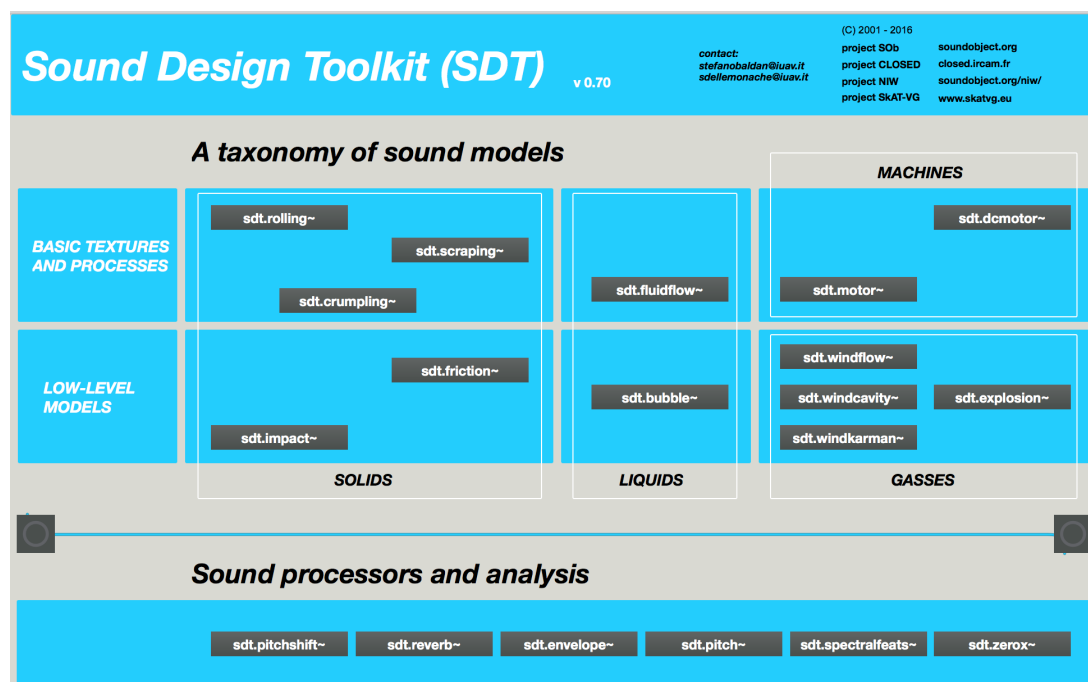 Sound Design Toolkit (SDT)
v 0.70
contact:
stefanobaldan@iuav.it
sdellemonache@iuav.it
(C) 2001 - 2016
project SOb soundobject.org
project CLOSED closed.ircam.fr
project NIW soundobject.org/niw/
project SkAT-VG www.skatvg.eu
A taxonomy of sound models
MACHINES
BASIC TEXTURES
AND PROCESSES
sdt.rolling~
sdt.scraping~
sdt.crumpling~
sdt.fluidflow~
sdt.dcmotor~
sdt.motor~
LOW-LEVEL
MODELS
sdt.friction~
sdt.impact~
sdt.bubble~
sdt.windflow~
sdt.windcavity~
sdt.explosion~
sdt.windkarman~
SOLIDS
LIQUIDS
GASSES
Sound processors and analysis
sdt.pitchshift~
sdt.reverb~
sdt.envelope~
sdt.pitch~
sdt.spectralfeats~
sdt.zerox~